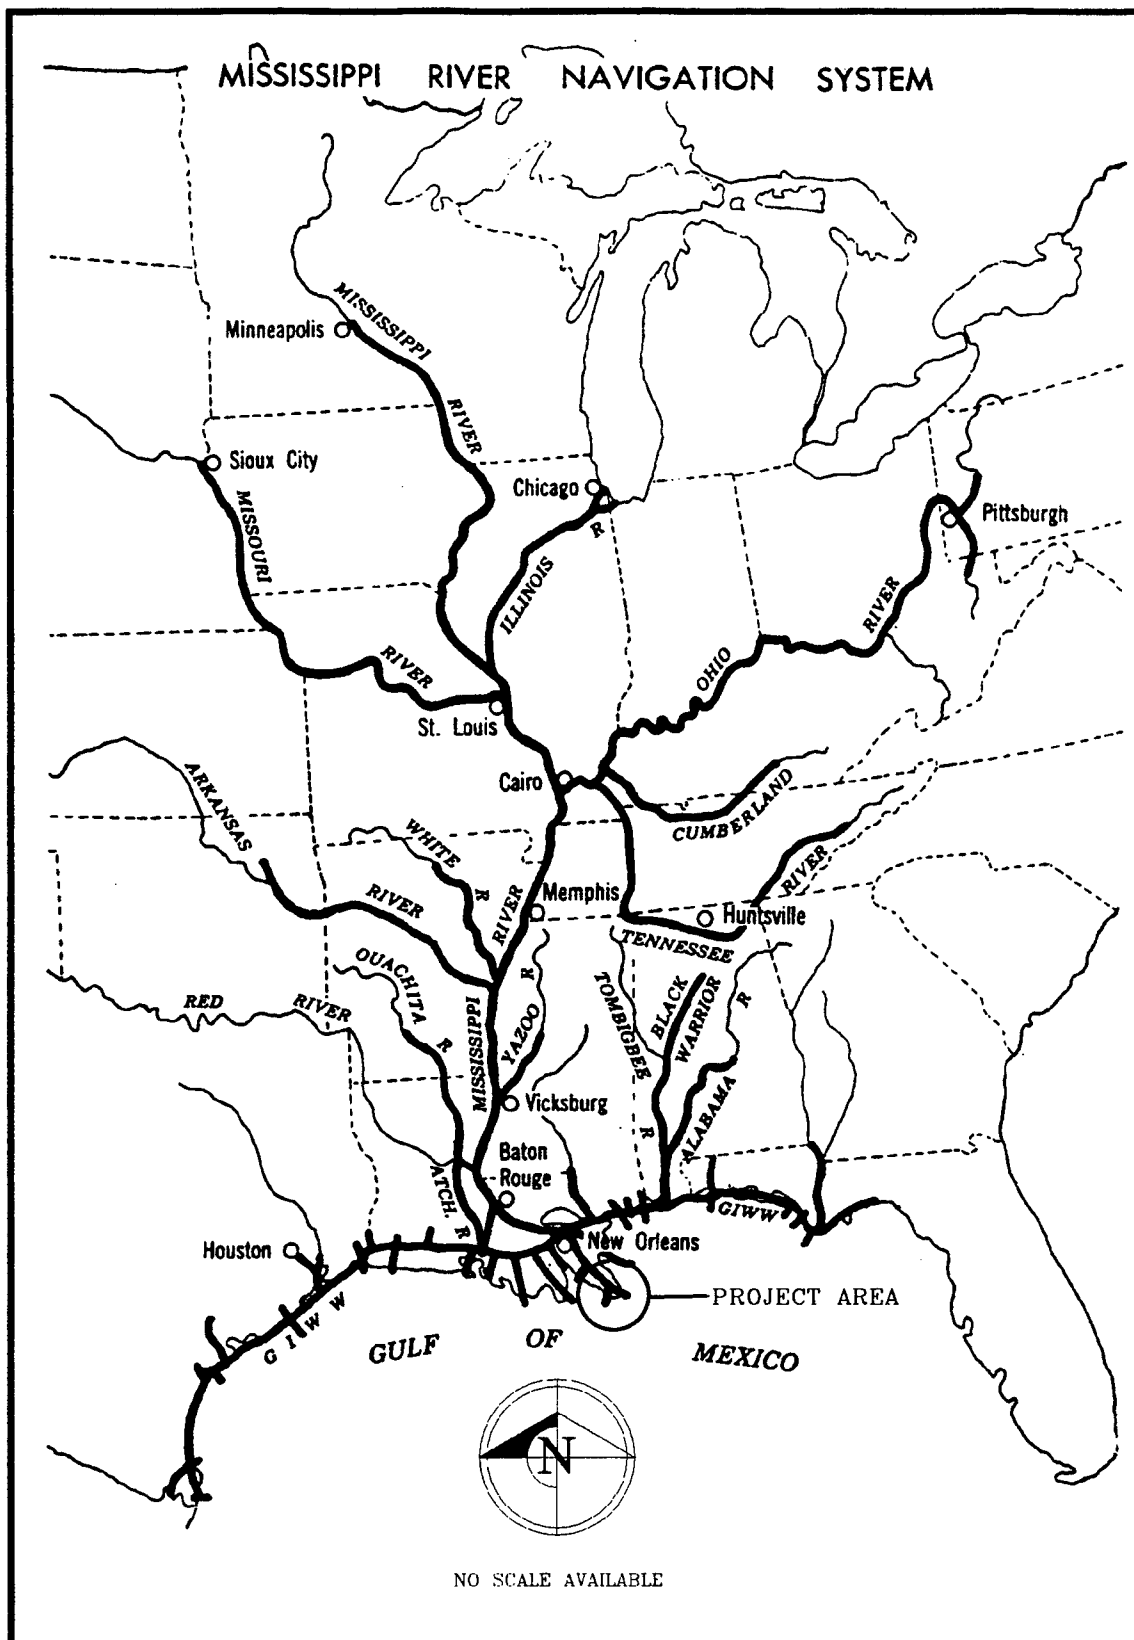 MISSISSIPPI RIVER NAVIGATION SYSTEM
MISSISSIPPI
RIVER
Minneapolis
Sioux City
MISSOURI
RIVER
Chicago
ILLINOIS
R
Pittsburgh
OHIO
RIVER
St. Louis
Cairo
CUMBERLAND
ARKANSAS
RIVER
WHITE
R
RIVER
Memphis
Huntsville
TENNESSEE
RIVER
OUACHITA
R
RED
RIVER
MISSISSIPPI
YAZOO
R
TOMBIGBEE
R
BLACK
WARRIOR
R
ALABAMA
Vicksburg
Baton
Rouge
ATCH.
R
GIWW
Houston
New Orleans
PROJECT AREA
GIWW
GULF OF MEXICO
N
NO SCALE AVAILABLE